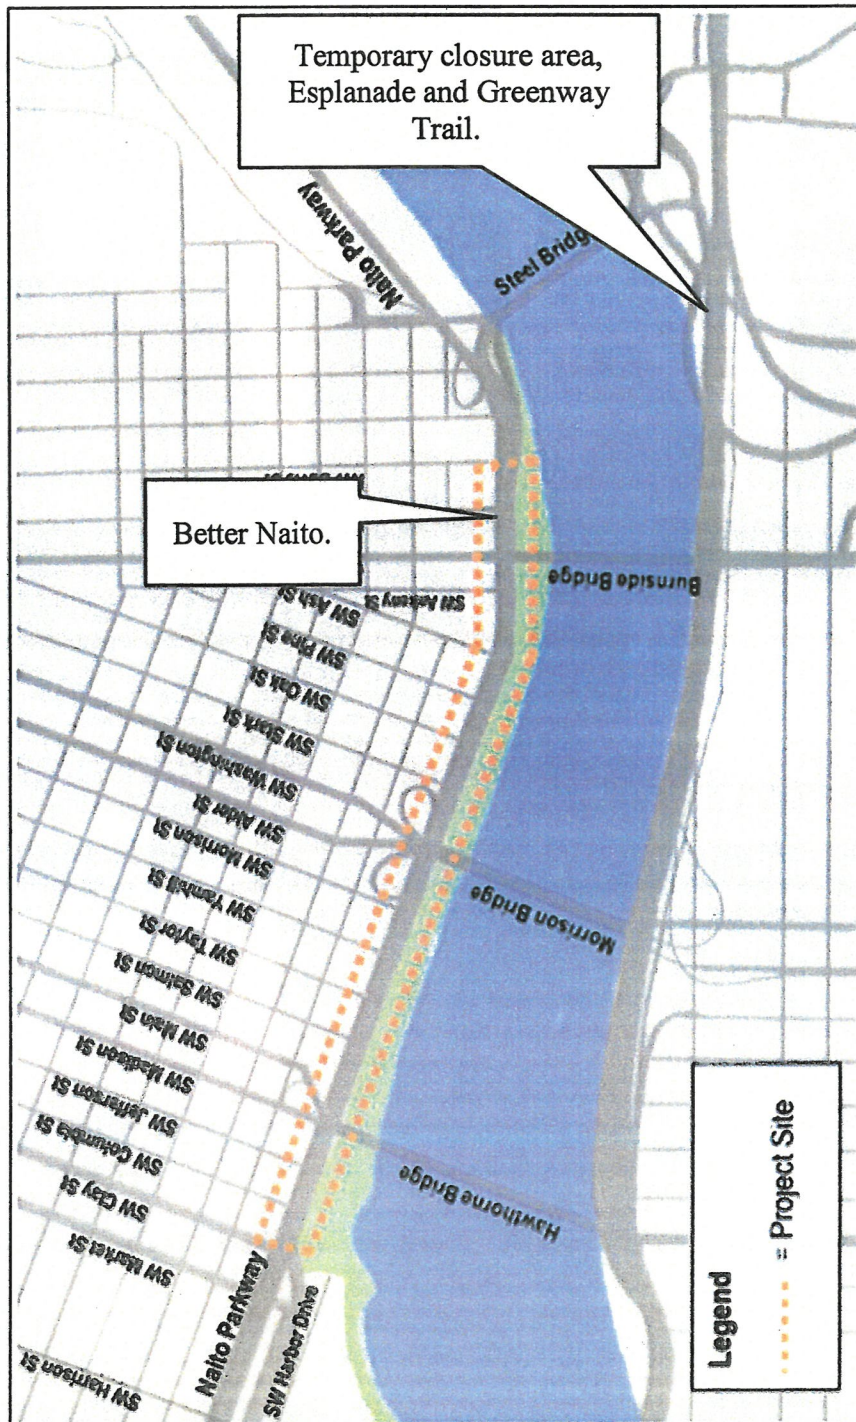 Temporary closure area,
Esplanade and Greenway
Trail.
Naito Parkway
Steel Bridge
Better Naito.
Burnside Bridge
SW Ankeny St
SW Ash St
SW Pine St
SW Oak St
SW Stark St
SW Washington St
SW Alder St
SW Morrison St
SW Yamhill St
SW Taylor St
SW Salmon St
SW Main St
SW Madison St
SW Jefferson St
SW Columbia St
SW Clay St
SW Market St
SW Harrison St
Morrison Bridge
Hawthorne Bridge
Naito Parkway
SW Harbor Drive
Legend
= Project Site